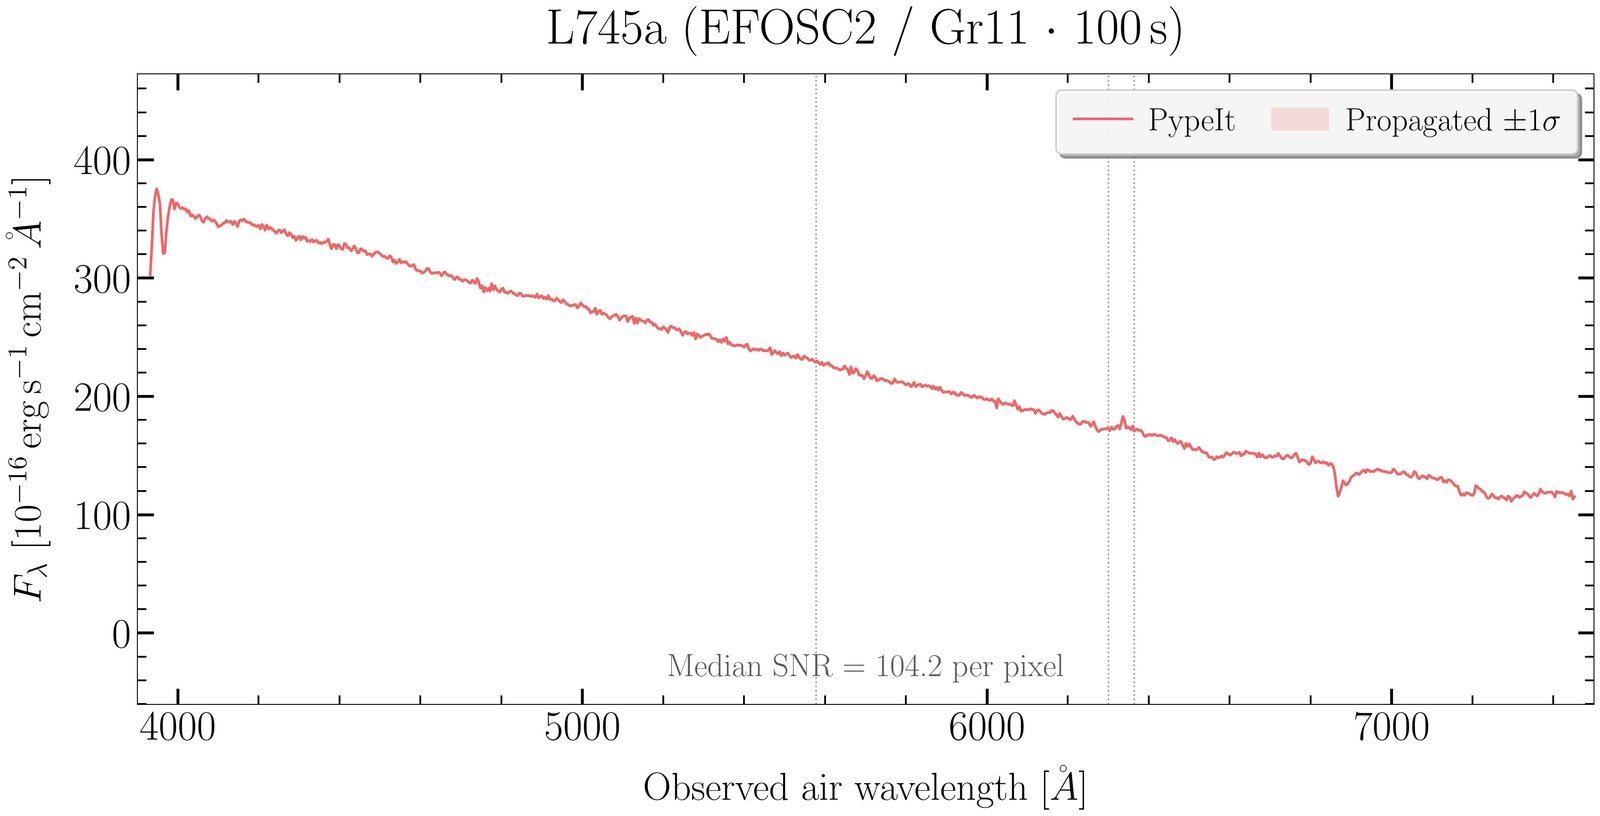 L745a (EFOSC2 / Gr11 · 100 s)
PypeIt
Propagated ±1σ
400
300
200
100
0
F_λ [10^−16 erg s^−1 cm^−2 Å^−1]
Median SNR = 104.2 per pixel
4000 5000 6000 7000
Observed air wavelength [Å]